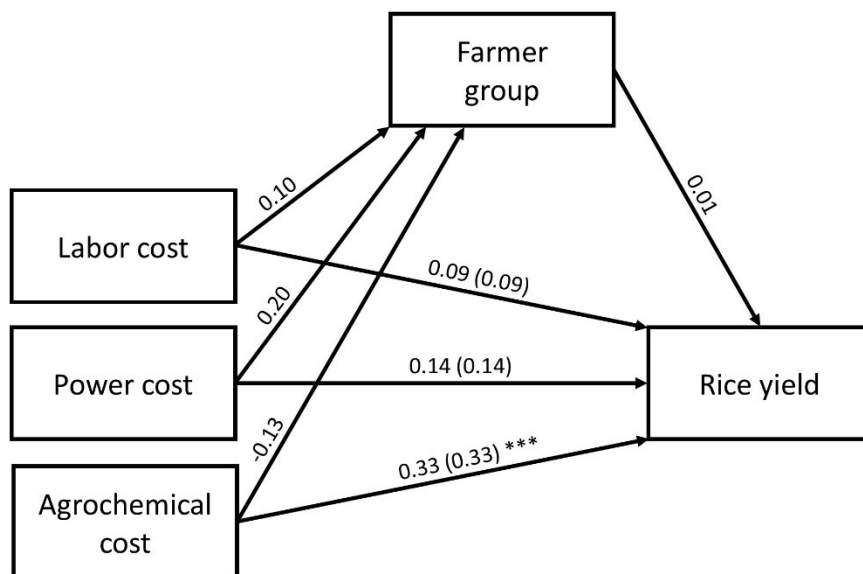 Farmer
group
0.10
0.01
Labor cost
0.09 (0.09)
0.20
Power cost
0.14 (0.14)
Rice yield
-0.13
0.33 (0.33) ***
Agrochemical
cost